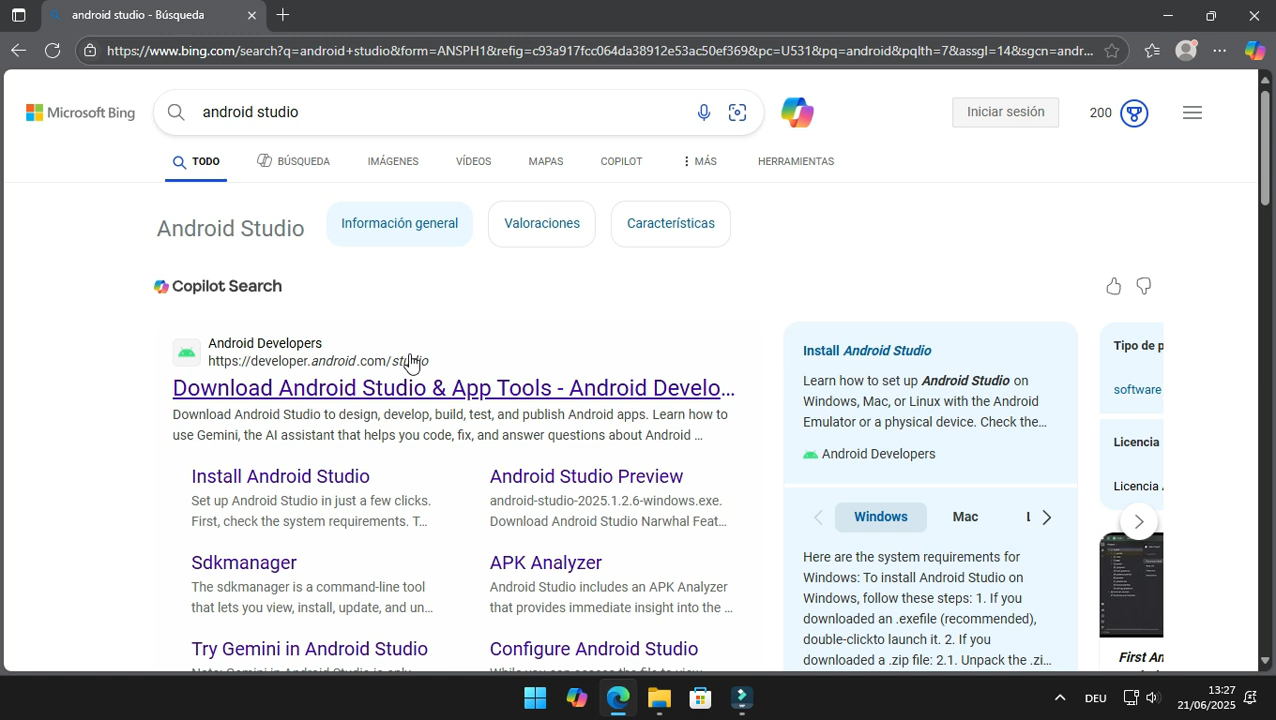 android studio - Búsqueda
https://www.bing.com/search?q=android+studio&form=ANSPH1&refig=c93f917fcc064da38912e53ac50ef369&pc=U531&pq=android&pqlth=7&assgl=14&sgcn=andr...
Microsoft Bing
android studio
Iniciar sesión
200
TODO
BÚSQUEDA
IMÁGENES
VÍDEOS
MAPAS
COPILOT
MÁS
HERRAMIENTAS
Android Studio
Información general
Valoraciones
Características
Copilot Search
Android Developers
https://developer.android.com/studio
Download Android Studio & App Tools - Android Develo...
Download Android Studio to design, develop, build, test, and publish Android apps. Learn how to
use Gemini, the AI assistant that helps you code, fix, and answer questions about Android ...
Install Android Studio
Set up Android Studio in just a few clicks.
First, check the system requirements. T...
Android Studio Preview
android-studio-2025.1.2.6-windows.exe.
Download Android Studio Narwhal Feat...
Sdkmanager
The sdkmanager is a command-line tool
that lets you view, install, update, and un...
APK Analyzer
Android Studio includes an APK Analyzer
that provides immediate insight into the ...
Try Gemini in Android Studio
Configure Android Studio
Install Android Studio
Learn how to set up Android Studio on
Windows, Mac, or Linux with the Android
Emulator or a physical device. Check the...
Android Developers
Windows
Mac
L
Here are the system requirements for
Windows. To install Android Studio on
Windows, follow these steps: 1. If you
downloaded an .exefile (recommended),
double-clickto launch it. 2. If you
downloaded a .zip file: 2.1. Unpack the .zi...
Tipo de p
software
Licencia
Licencia
First An
DEU
13:27
21/06/2025